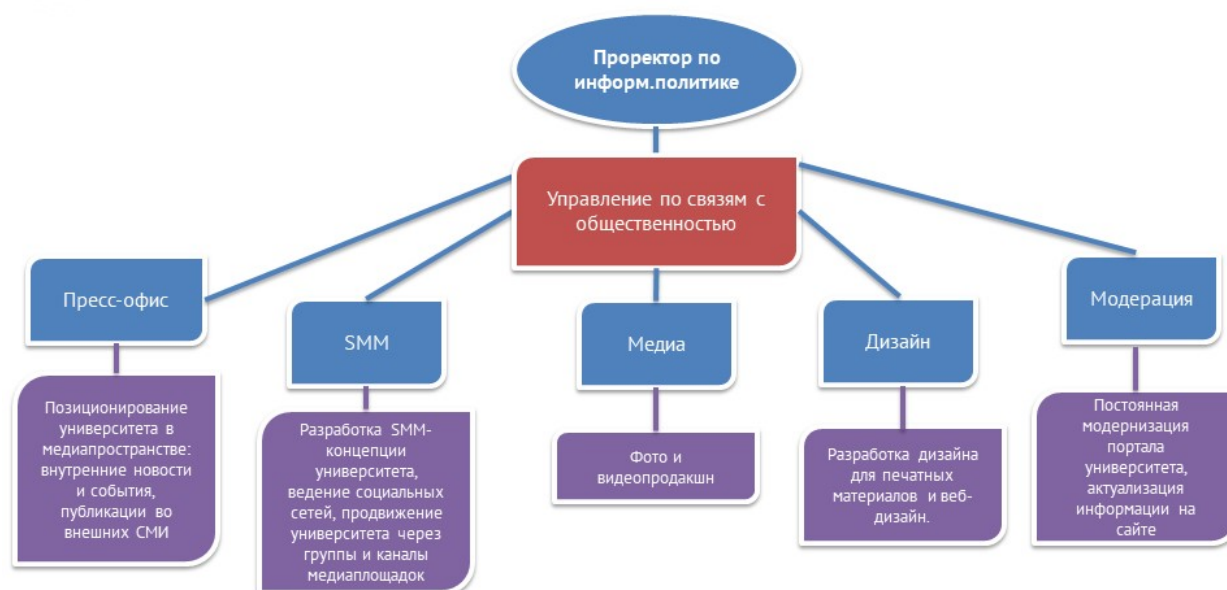 Проректор по
информ.политике
Управление по связям с
общественностью
Пресс-офис
SMM
Медиа
Дизайн
Модерация
Позиционирование
университета в
медиапространстве:
внутренние новости
и события,
публикации во
внешних СМИ
Разработка SMM-
концепции
университета,
ведение социальных
сетей, продвижение
университета через
группы и каналы
медиаплощадок
Фото и
видеопродакшн
Разработка дизайна
для печатных
материалов и веб-
дизайн.
Постоянная
модернизация
портала
университета,
актуализация
информации на
сайте